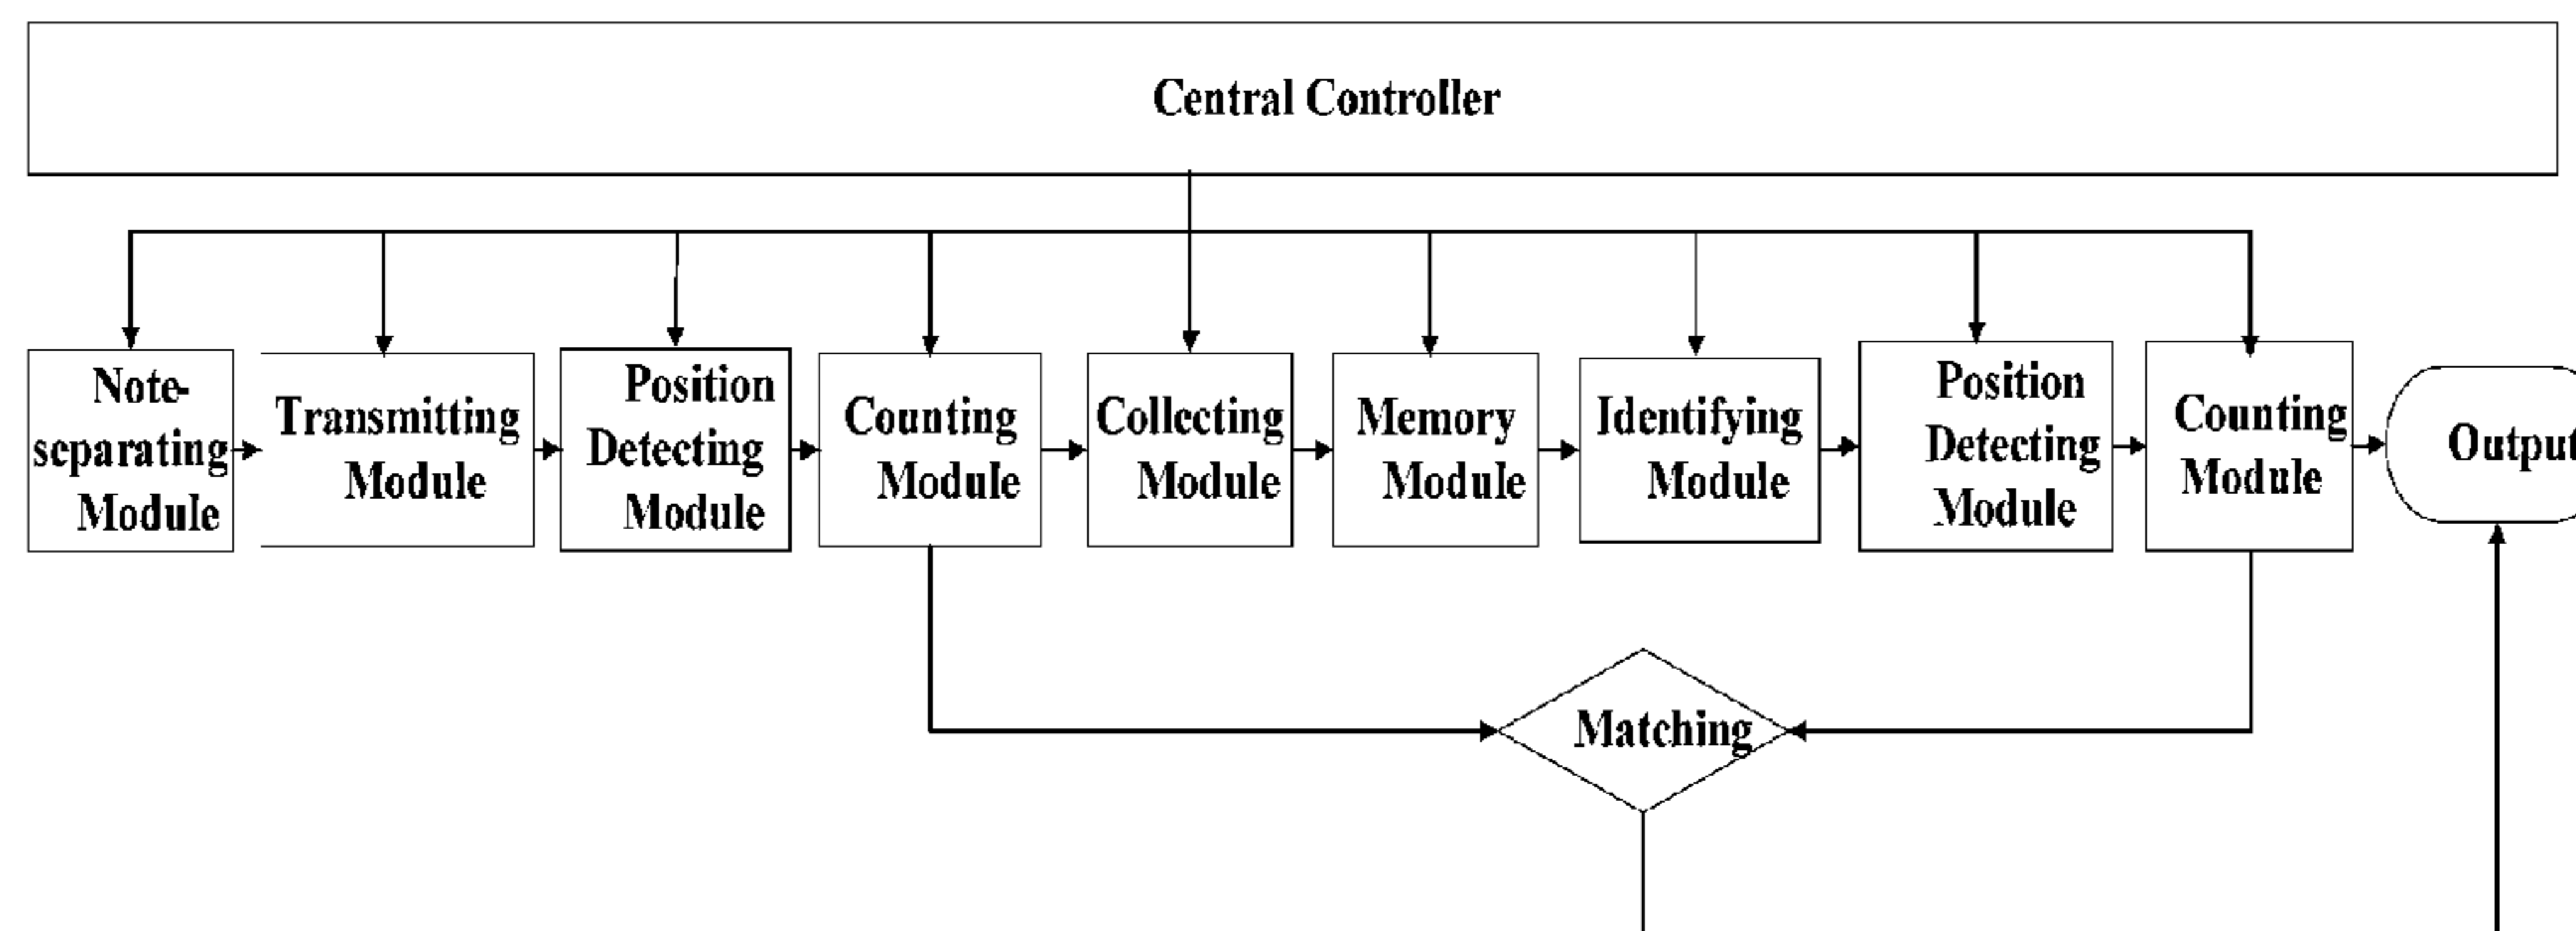 Central Controller
Note-
separating
Module
Transmitting
Module
Position
Detecting
Module
Counting
Module
Collecting
Module
Memory
Module
Identifying
Module
Position
Detecting
Module
Counting
Module
Output
Matching